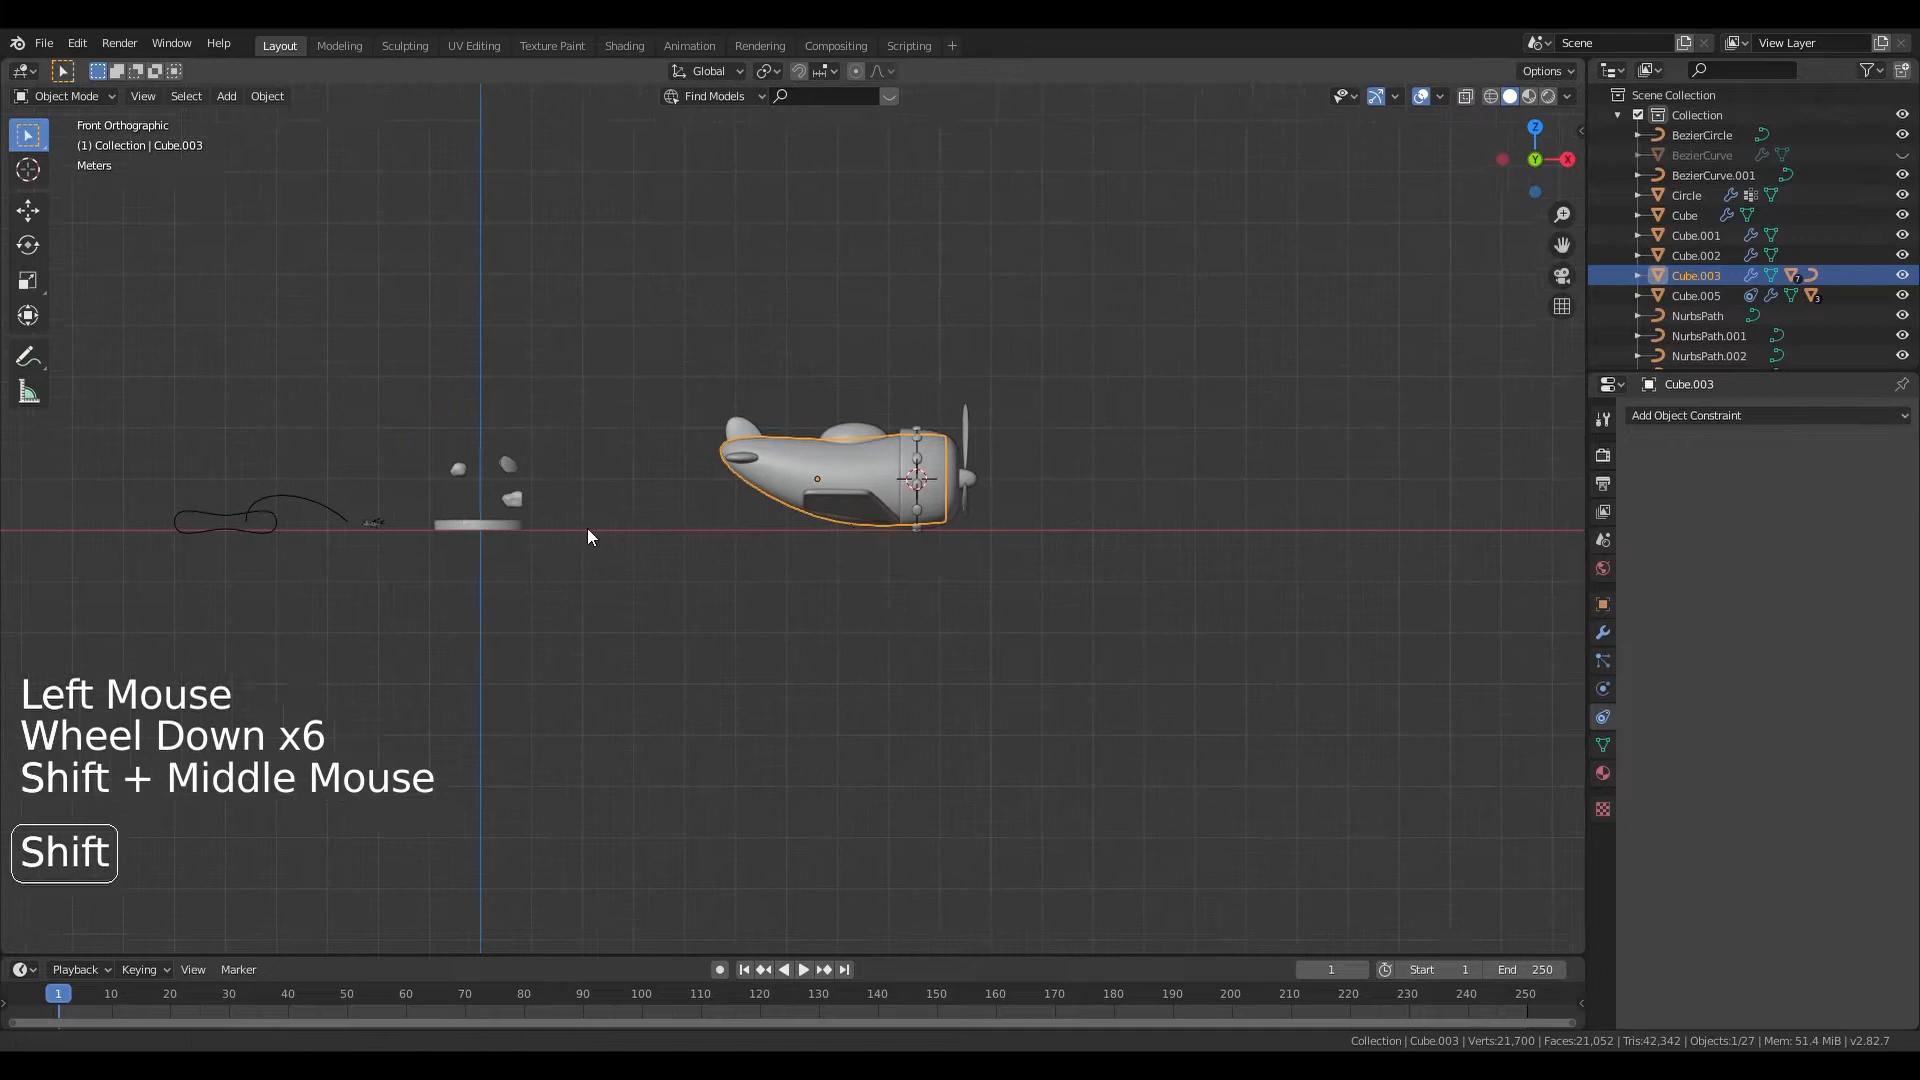 File Edit Render Window Help
Layout Modeling Sculpting UV Editing Texture Paint Shading Animation Rendering Compositing Scripting +
Scene
View Layer
Global
Options
Object Mode View Select Add Object
Find Models
Front Orthographic
(1) Collection | Cube.003
Meters
Z
Y
X
Scene Collection
Collection
BezierCircle
BezierCurve
BezierCurve.001
Circle
Cube
Cube.001
Cube.002
Cube.003 7
Cube.005 3
NurbsPath
NurbsPath.001
NurbsPath.002
Cube.003
Add Object Constraint
Left Mouse
Wheel Down x6
Shift + Middle Mouse
Shift
Playback Keying View Marker
1 Start 1 End 250
1 10 20 30 40 50 60 70 80 90 100 110 120 130 140 150 160 170 180 190 200 210 220 230 240 250
Collection | Cube.003 | Verts:21,700 | Faces:21,052 | Tris:42,342 | Objects:1/27 | Mem: 51.4 MiB | v2.82.7